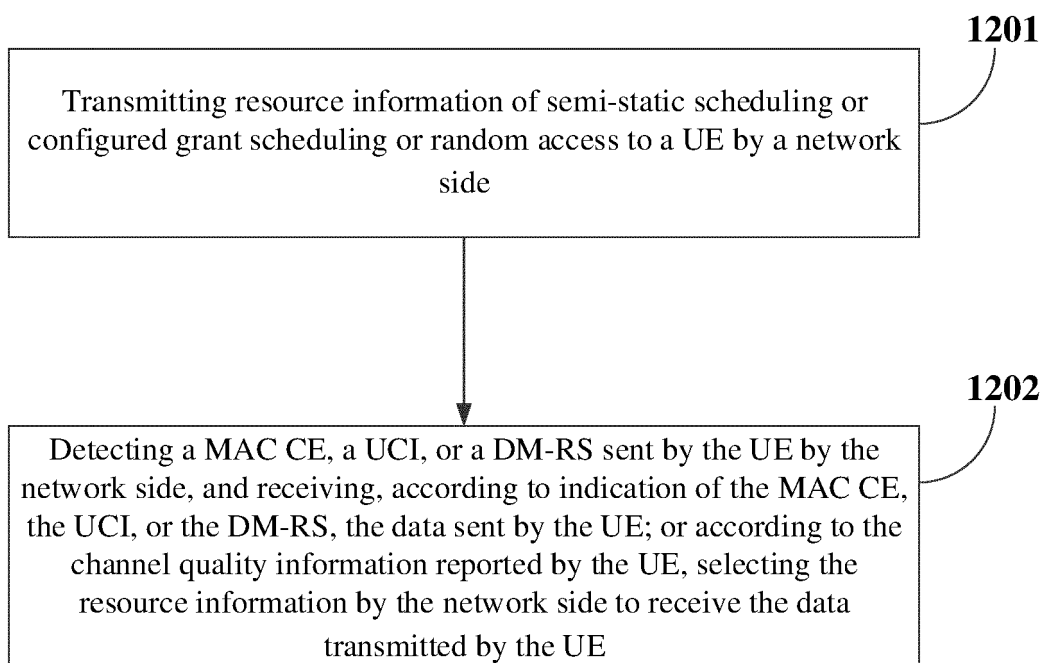 1201
Transmitting resource information of semi-static scheduling or
configured grant scheduling or random access to a UE by a network
side
1202
Detecting a MAC CE, a UCI, or a DM-RS sent by the UE by the
network side, and receiving, according to indication of the MAC CE,
the UCI, or the DM-RS, the data sent by the UE; or according to the
channel quality information reported by the UE, selecting the
resource information by the network side to receive the data
transmitted by the UE